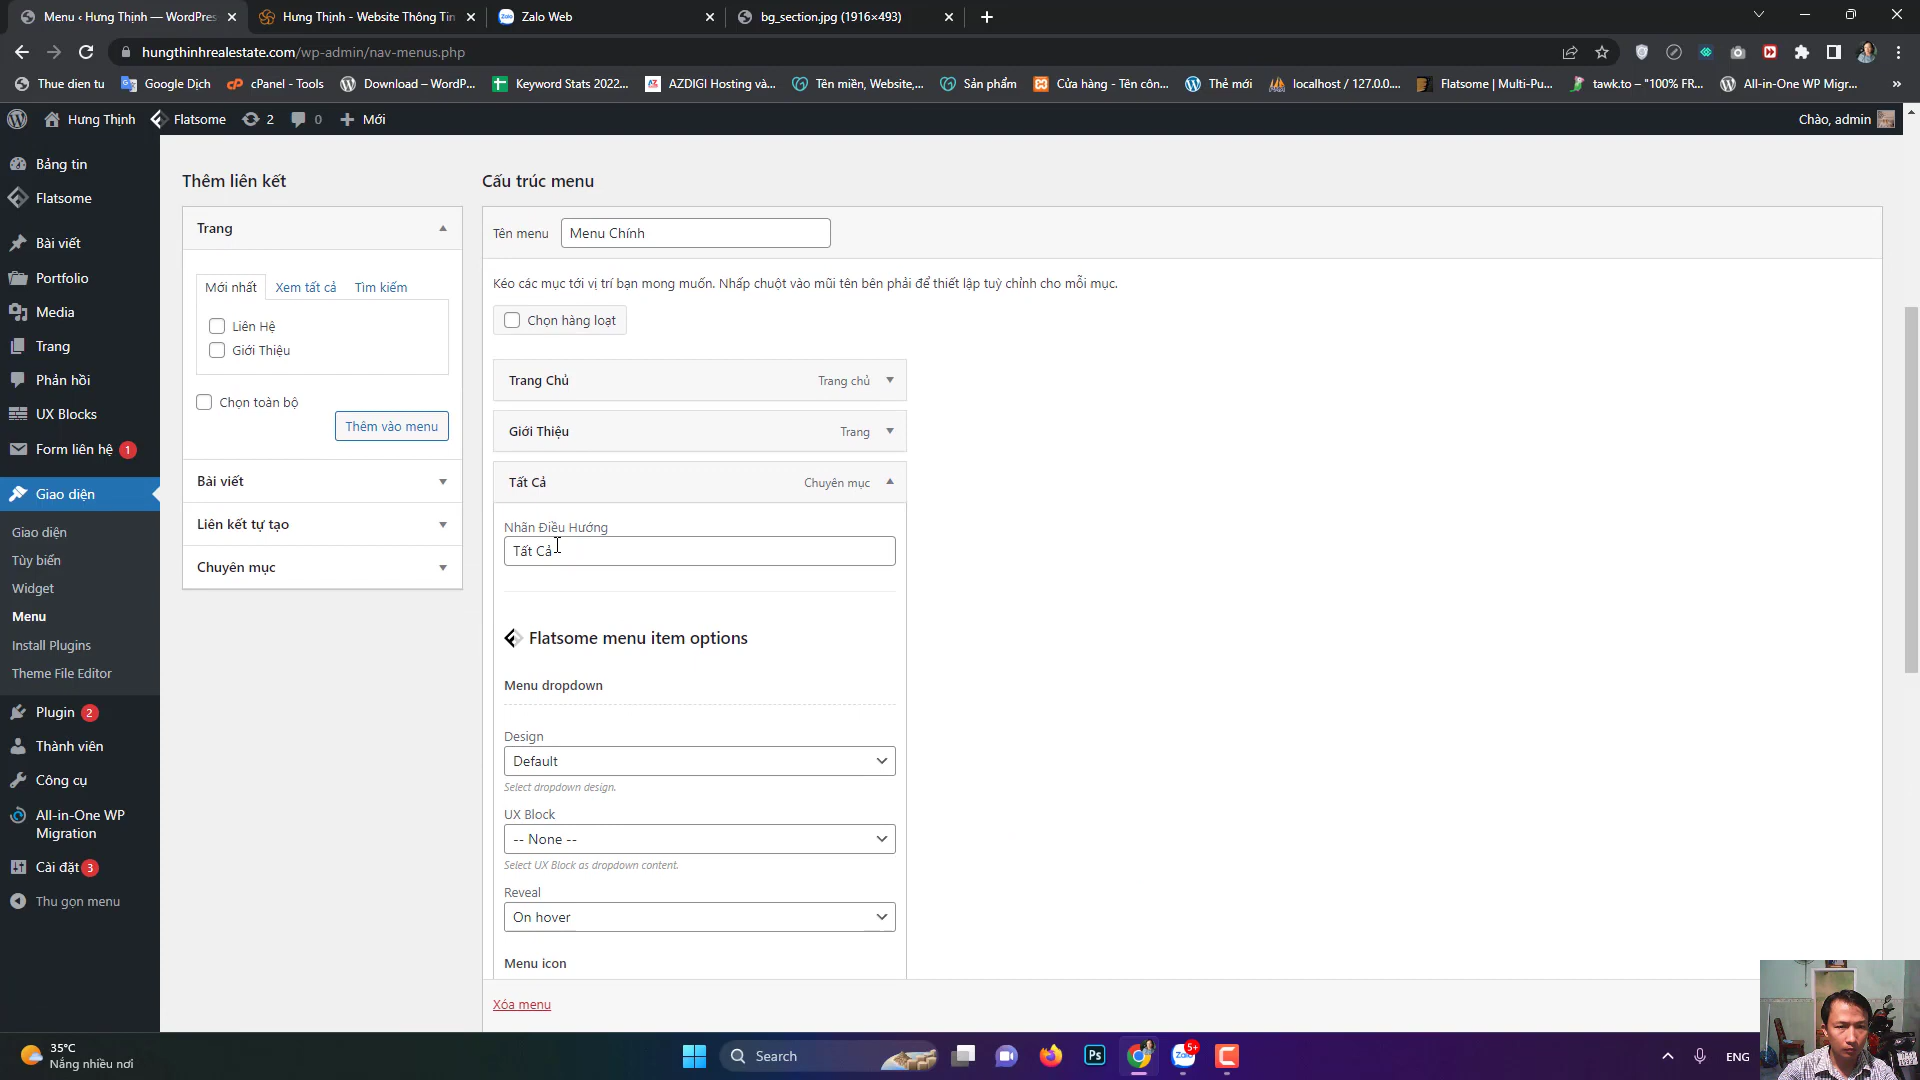 Menu ‹ Hưng Thịnh — WordPres
Hưng Thịnh - Website Thông Tin
Zalo Web
bg_section.jpg (1916×493)
hungthinhrealestate.com/wp-admin/nav-menus.php
Thue dien tu
Google Dịch
cPanel - Tools
Download – WordP...
Keyword Stats 2022...
AZDIGI Hosting và...
Tên miền, Website,...
Sản phẩm
Cửa hàng - Tên côn...
Thẻ mới
localhost / 127.0.0....
Flatsome | Multi-Pu...
tawk.to – "100% FR...
All-in-One WP Migr...
Hưng Thịnh
Flatsome
2
0
Mới
Chào, admin
Bảng tin
Flatsome
Bài viết
Portfolio
Media
Trang
Phản hồi
UX Blocks
Form liên hệ 1
Giao diện
Giao diện
Tùy biến
Widget
Menu
Install Plugins
Theme File Editor
Plugin 2
Thành viên
Công cụ
All-in-One WP
Migration
Cài đặt 3
Thu gọn menu
Thêm liên kết
Trang
Mới nhất
Xem tất cả
Tìm kiếm
Liên Hệ
Giới Thiệu
Chọn toàn bộ
Thêm vào menu
Bài viết
Liên kết tự tạo
Chuyên mục
Cấu trúc menu
Tên menu
Menu Chính
Kéo các mục tới vị trí bạn mong muốn. Nhấp chuột vào mũi tên bên phải để thiết lập tuỳ chỉnh cho mỗi mục.
Chọn hàng loạt
Trang Chủ
Trang chủ
Giới Thiệu
Trang
Tất Cả
Chuyên mục
Nhãn Điều Hướng
Tất Cả
Flatsome menu item options
Menu dropdown
Design
Default
Select dropdown design.
UX Block
-- None --
Select UX Block as dropdown content.
Reveal
On hover
Menu icon
Xóa menu
35°C
Nắng nhiều nơi
Search
Ps
Zalo
5+
ENG